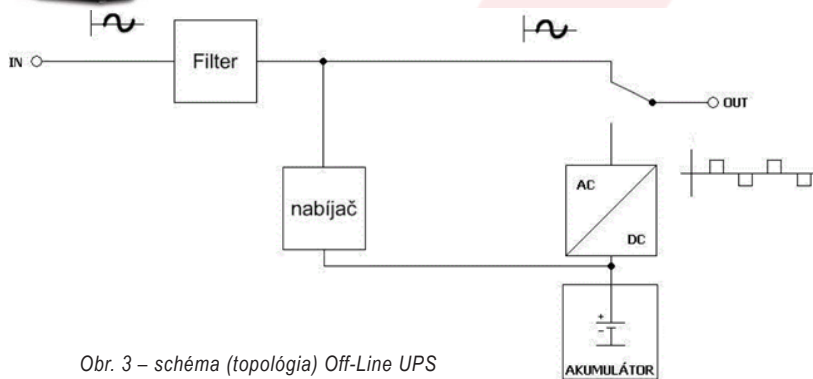 IN
Filter
OUT
nabíjač
AC
DC
+
-
AKUMULÁTOR
Obr. 3 – schéma (topológia) Off-Line UPS